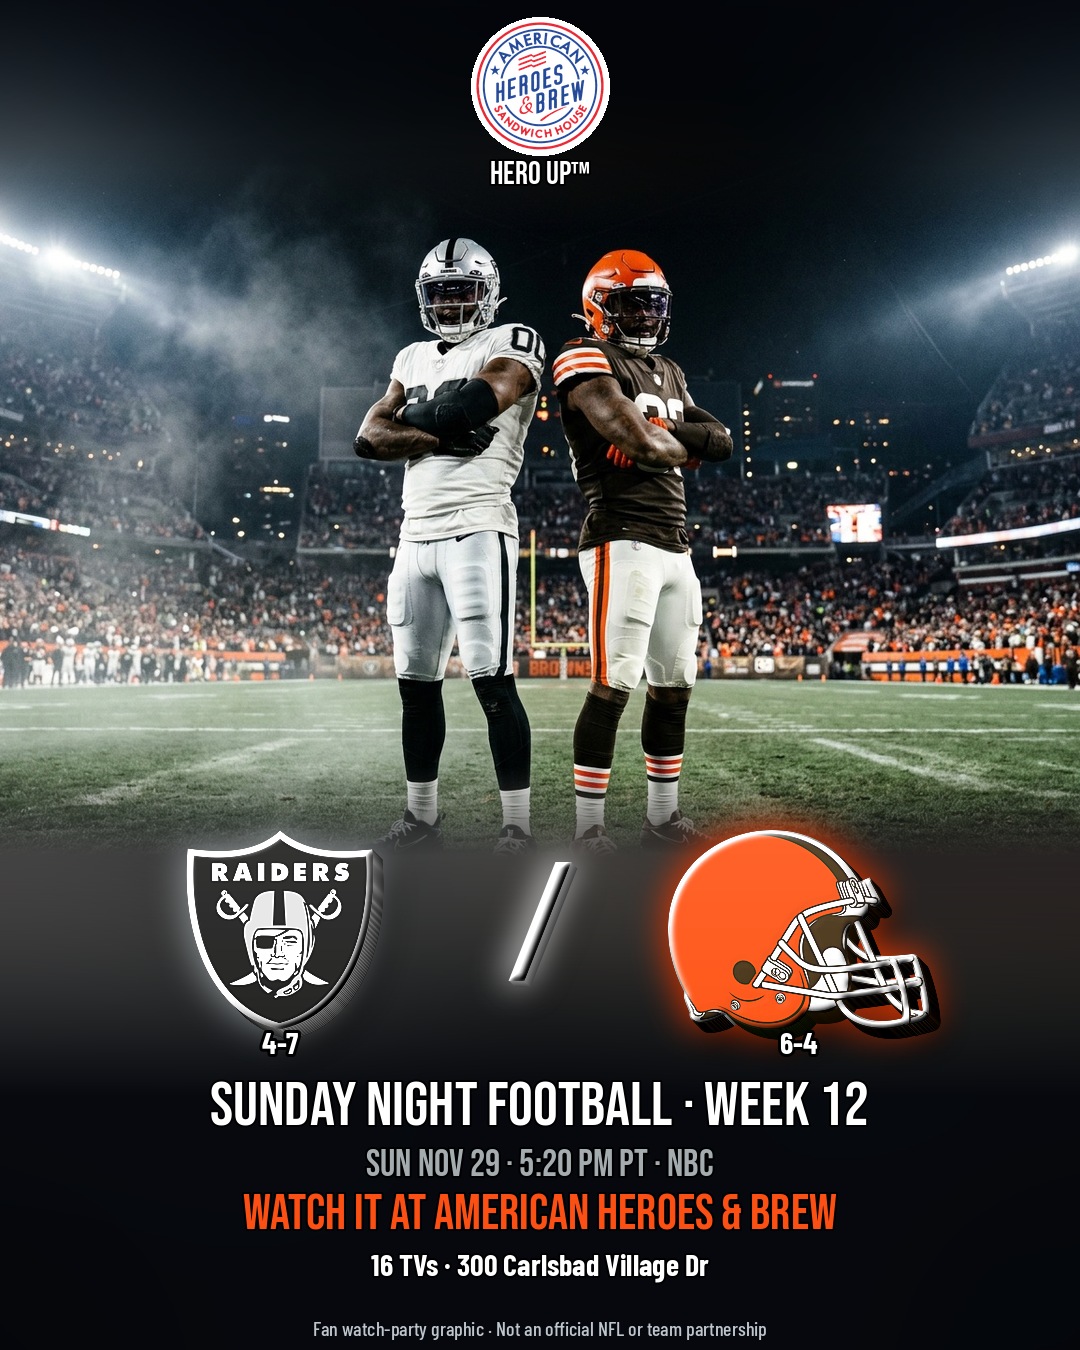 AMERICAN
HEROES
& BREW
SANDWICH HOUSE
HERO UP™
00
BROWNS
RAIDERS
4-7
6-4
SUNDAY NIGHT FOOTBALL · WEEK 12
SUN NOV 29 · 5:20 PM PT · NBC
WATCH IT AT AMERICAN HEROES & BREW
16 TVs · 300 Carlsbad Village Dr
Fan watch-party graphic · Not an official NFL or team partnership